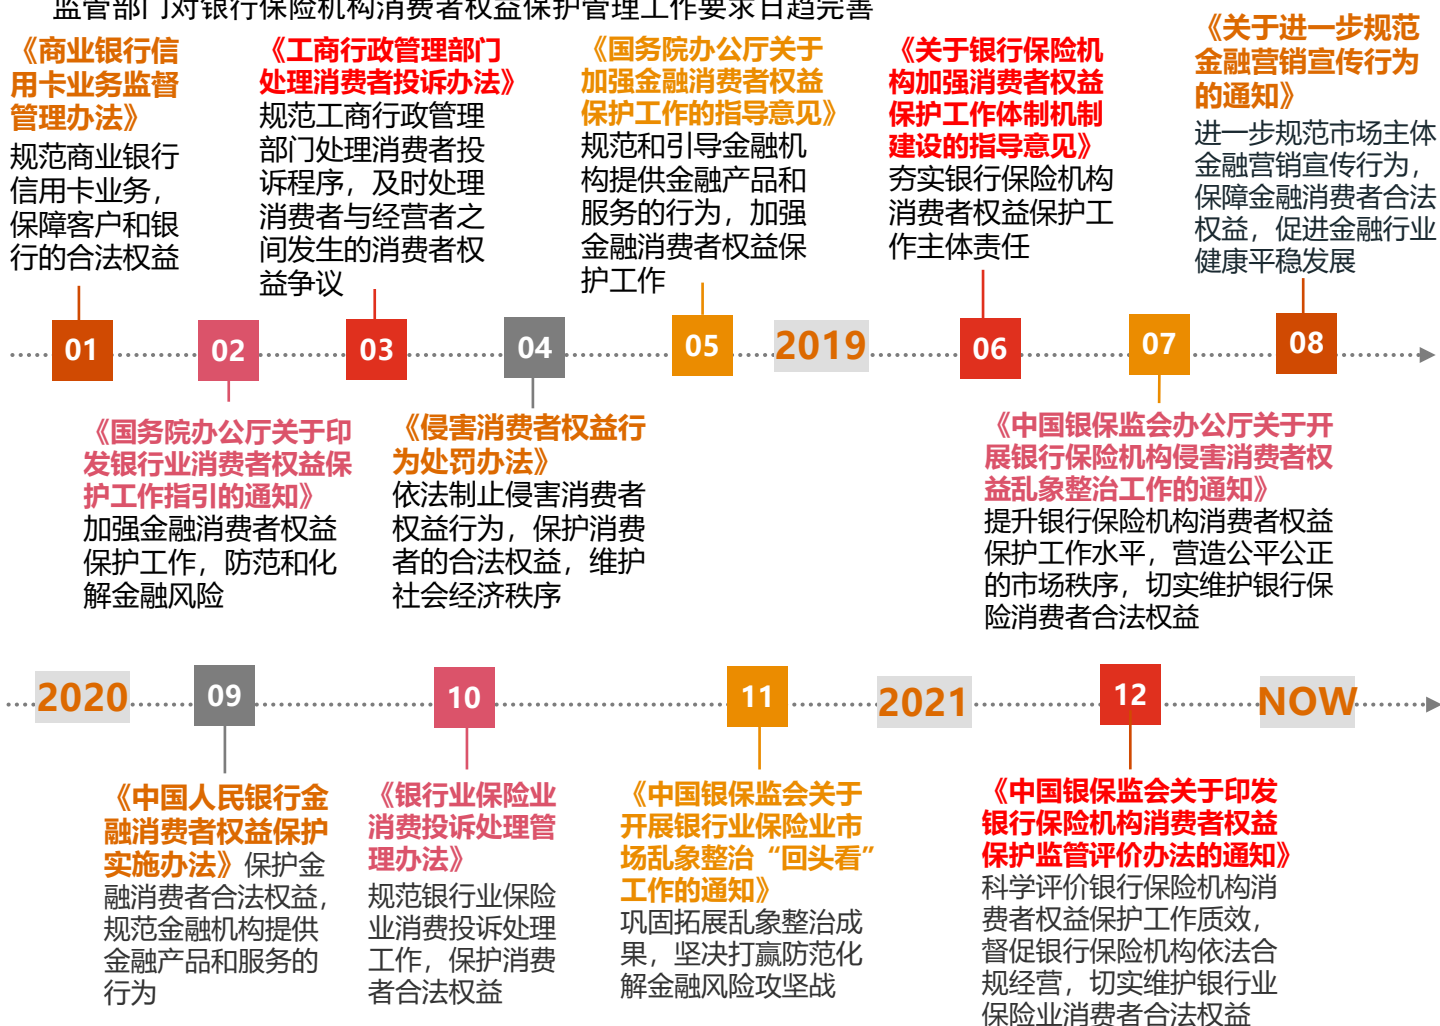 监管部门对银行保险机构消费者权益保护管理工作要求日趋完善
《商业银行信
用卡业务监督
管理办法》
规范商业银行
信用卡业务，
保障客户和银
行的合法权益
《工商行政管理部门
处理消费者投诉办法》
规范工商行政管理
部门处理消费者投
诉程序，及时处理
消费者与经营者之
间发生的消费者权
益争议
《国务院办公厅关于
加强金融消费者权益
保护工作的指导意见》
规范和引导金融机
构提供金融产品和
服务的行为，加强
金融消费者权益保
护工作
《关于银行保险机
构加强消费者权益
保护工作体制机制
建设的指导意见》
夯实银行保险机构
消费者权益保护工
作主体责任
《关于进一步规范
金融营销宣传行为
的通知》
进一步规范市场主体
金融营销宣传行为，
保障金融消费者合法
权益，促进金融行业
健康平稳发展
01
02
03
04
05
2019
06
07
08
《国务院办公厅关于印
发银行业消费者权益保
护工作指引的通知》
加强金融消费者权益
保护工作，防范和化
解金融风险
《侵害消费者权益行
为处罚办法》
依法制止侵害消费者
权益行为，保护消费
者的合法权益，维护
社会经济秩序
《中国银保监会办公厅关于开
展银行保险机构侵害消费者权
益乱象整治工作的通知》
提升银行保险机构消费者权益
保护工作水平，营造公平公正
的市场秩序，切实维护银行保
险消费者合法权益
2020
09
10
11
2021
12
NOW
《中国人民银行金
融消费者权益保护
实施办法》保护金
融消费者合法权益，
规范金融机构提供
金融产品和服务的
行为
《银行业保险业
消费投诉处理管
理办法》
规范银行业保险
业消费投诉处理
工作，保护消费
者合法权益
《中国银保监会关于
开展银行业保险业市
场乱象整治“回头看”
工作的通知》
巩固拓展乱象整治成
果，坚决打赢防范化
解金融风险攻坚战
《中国银保监会关于印发
银行保险机构消费者权益
保护监管评价办法的通知》
科学评价银行保险机构消
费者权益保护工作质效，
督促银行保险机构依法合
规经营，切实维护银行业
保险业消费者合法权益